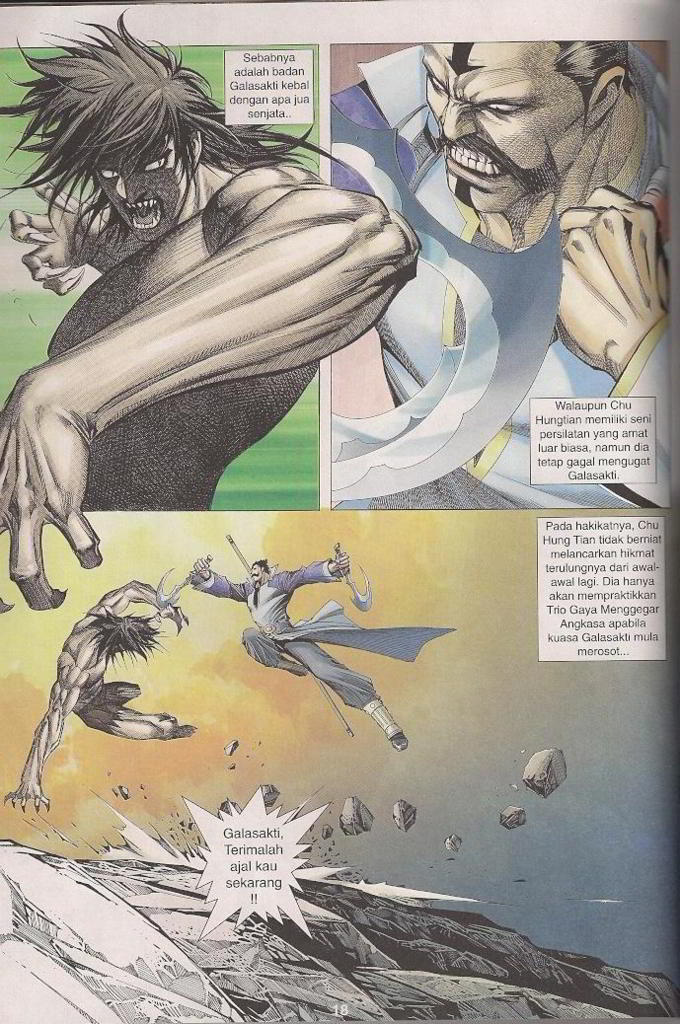 Sebabnya
adalah badan
Galasakti kebal
dengan apa jua
senjata..
Walaupun Chu
Hungtian memiliki seni
persilatan yang amat
luar biasa, namun dia
tetap gagal mengugat
Galasakti.
Pada hakikatnya, Chu
Hung Tian tidak berniat
melancarkan hikmat
terulungnya dari awal-
awal lagi. Dia hanya
akan mempraktikkan
Trio Gaya Menggegar
Angkasa apabila
kuasa Galasakti mula
merosot...
Galasakti,
Terimalah
ajal kau
sekarang
!!
18